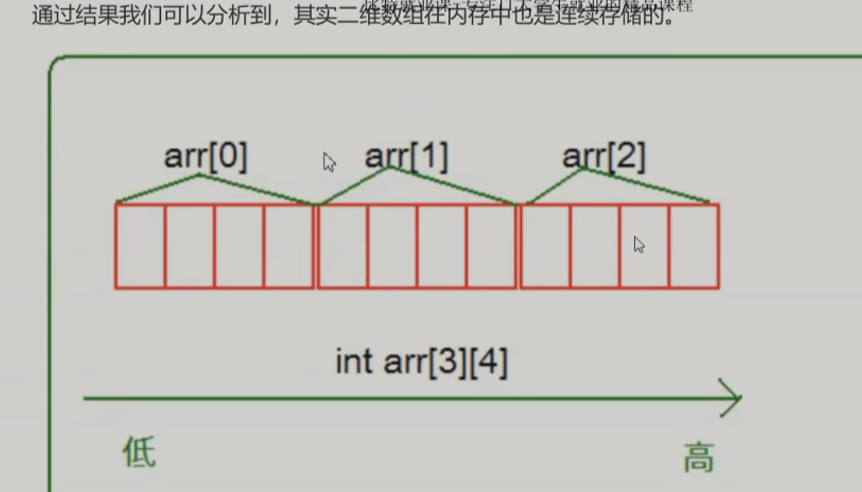 通过结果我们可以分析到，其实二维数组在内存中也是连续存储的。
arr[0] arr[1] arr[2]
int arr[3][4]
低 高